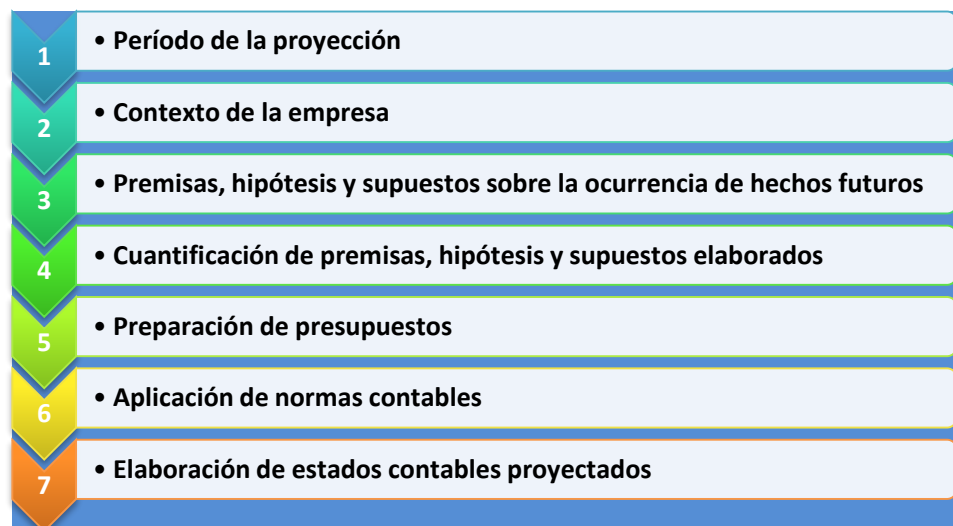 1 • Período de la proyección
2 • Contexto de la empresa
3 • Premisas, hipótesis y supuestos sobre la ocurrencia de hechos futuros
4 • Cuantificación de premisas, hipótesis y supuestos elaborados
5 • Preparación de presupuestos
6 • Aplicación de normas contables
7 • Elaboración de estados contables proyectados